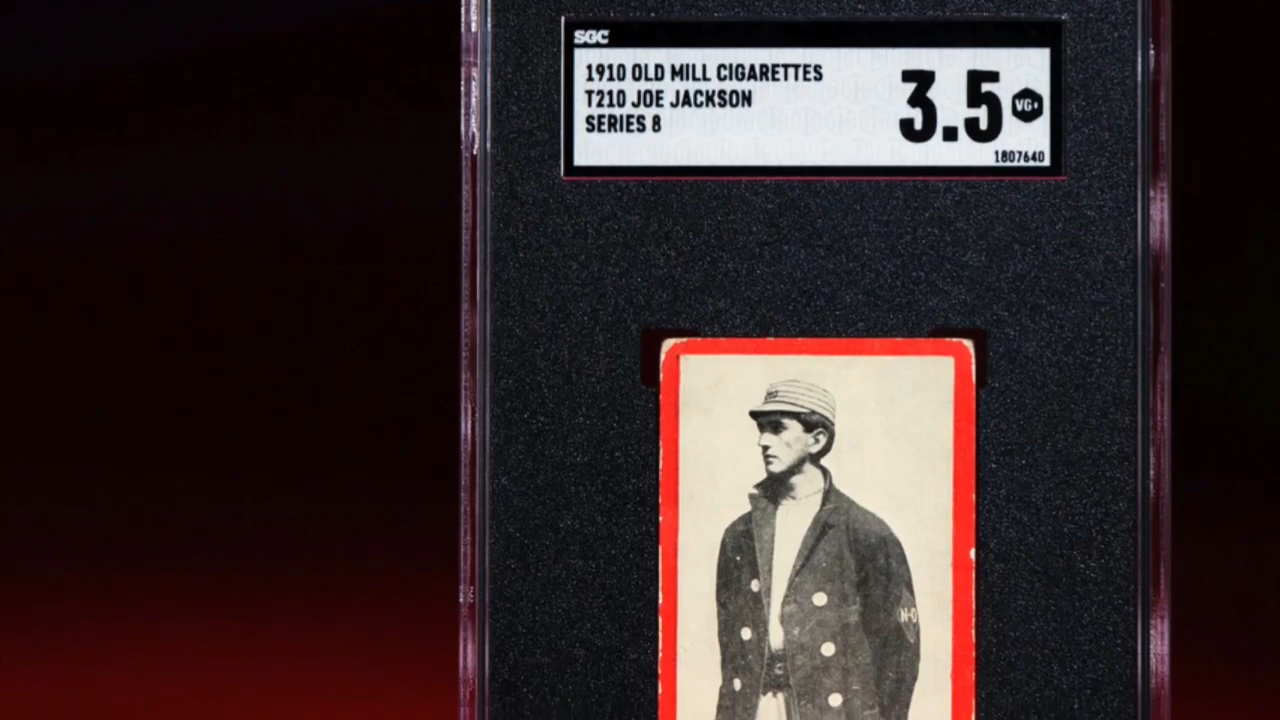 SGC
1910 OLD MILL CIGARETTES
T210 JOE JACKSON
SERIES 8
3.5
VG+
1807640
N-O